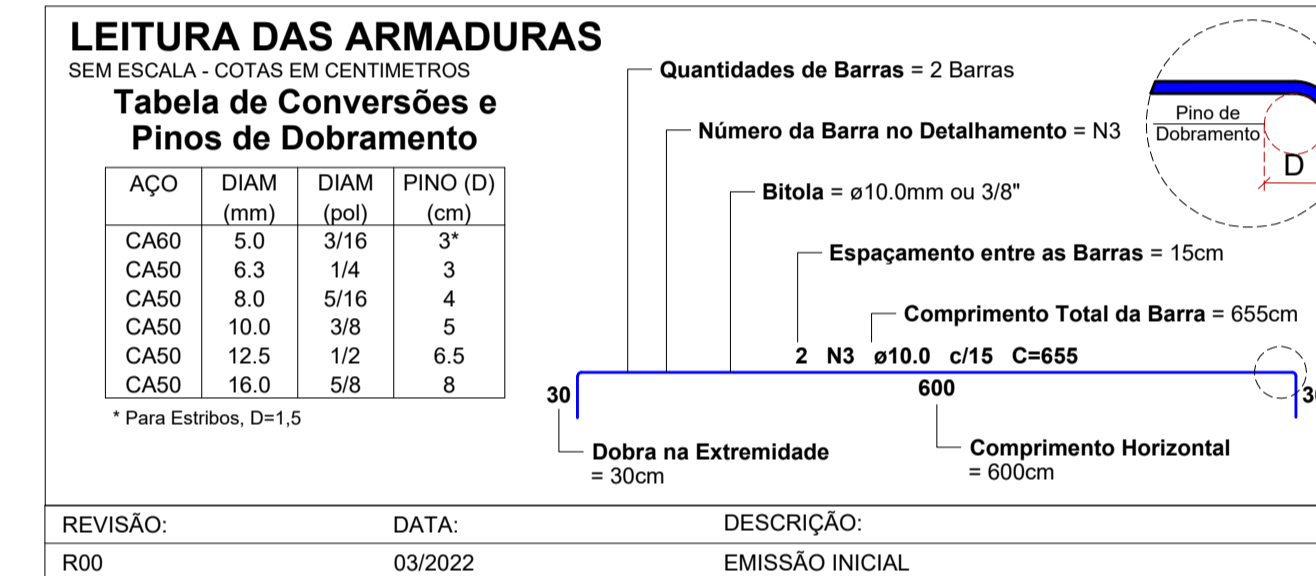 LEITURA DAS ARMADURAS
SEM ESCALA - COTAS EM CENTIMETROS
Tabela de Conversões e
Pinos de Dobramento
AÇO DIAM DIAM PINO (D)
(mm) (pol) (cm)
CA60 5.0 3/16 3*
CA50 6.3 1/4 3
CA50 8.0 5/16 4
CA50 10.0 3/8 5
CA50 12.5 1/2 6.5
CA50 16.0 5/8 8
* Para Estribos, D=1,5
Quantidades de Barras = 2 Barras
Número da Barra no Detalhamento = N3
Bitola = ø10.0mm ou 3/8"
Espaçamento entre as Barras = 15cm
Comprimento Total da Barra = 655cm
2 N3 ø10.0 c/15 C=655
30
600
Dobra na Extremidade
= 30cm
Comprimento Horizontal
= 600cm
Pino de
Dobramento
D
REVISÃO: DATA: DESCRIÇÃO:
R00 03/2022 EMISSÃO INICIAL